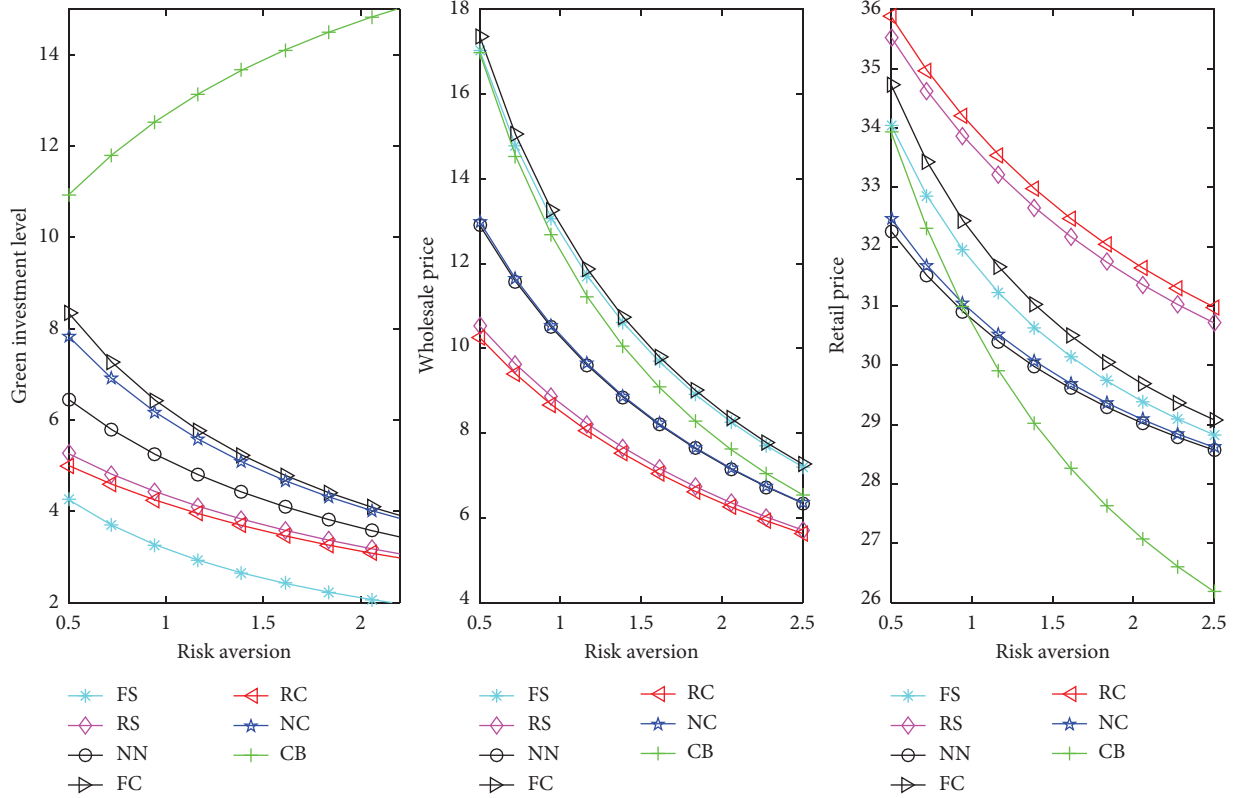 Green investment level
14
12
10
8
6
4
2
0.5 1 1.5 2
Risk aversion
FS RC
RS NC
NN CB
FC
Wholesale price
18
16
14
12
10
8
6
4
0.5 1 1.5 2 2.5
Risk aversion
FS RC
RS NC
NN CB
FC
Retail price
36
35
34
33
32
31
30
29
28
27
26
0.5 1 1.5 2 2.5
Risk aversion
FS RC
RS NC
NN CB
FC